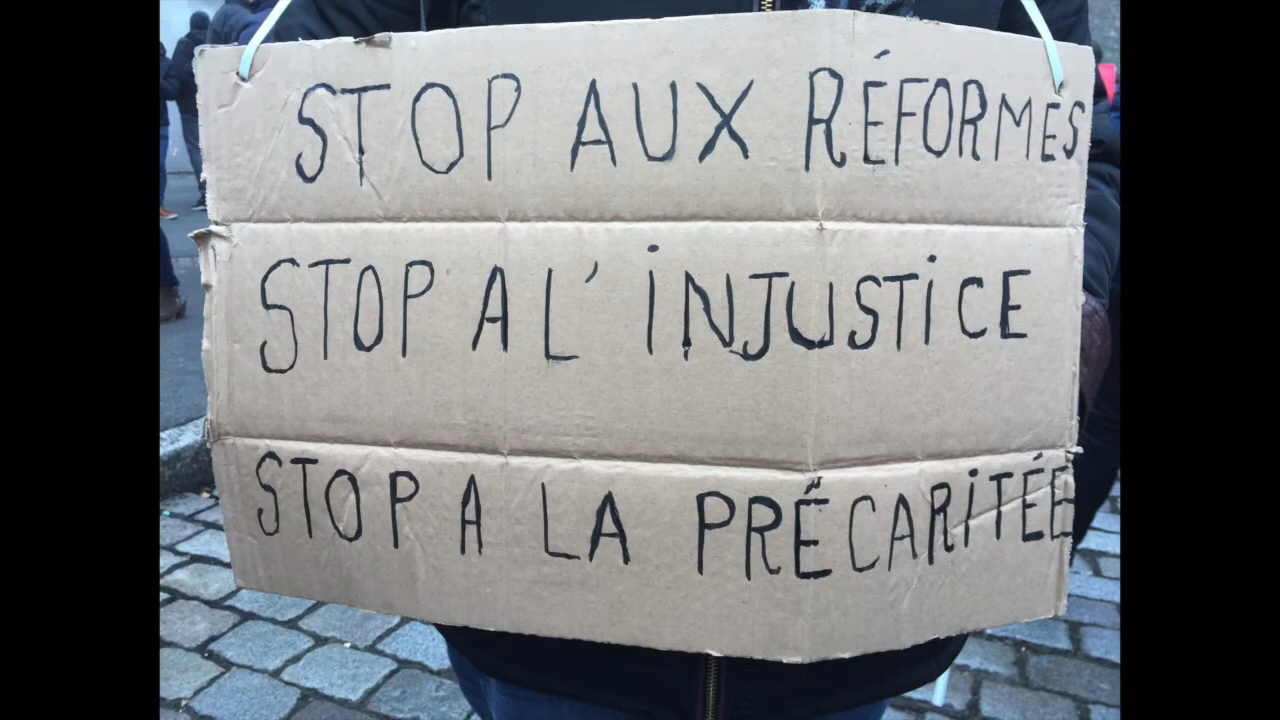 STOP AUX RÉFORMES
STOP A L' iNJUSTiCE
STOP A LA PRÉCARiTÉE